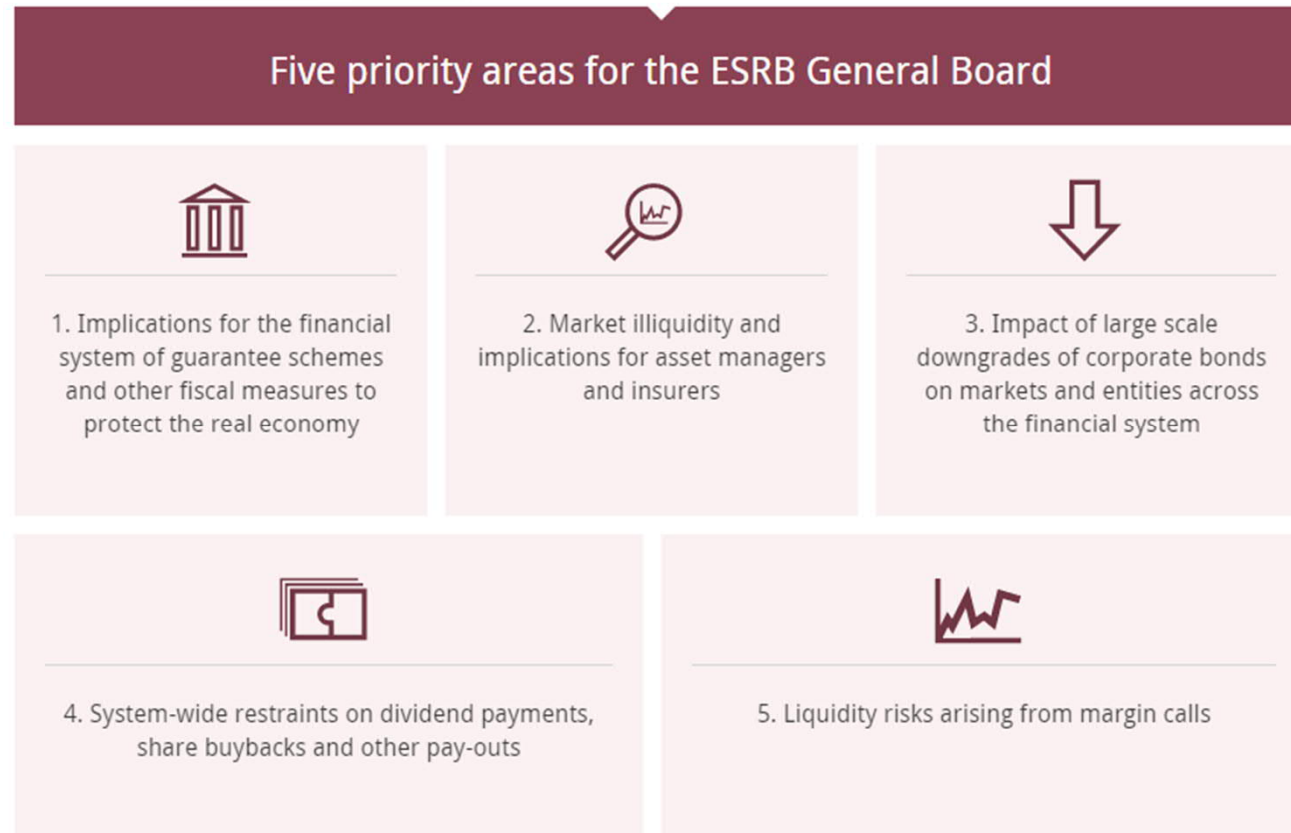 Five priority areas for the ESRB General Board
1. Implications for the financial
system of guarantee schemes
and other fiscal measures to
protect the real economy
2. Market illiquidity and
implications for asset managers
and insurers
3. Impact of large scale
downgrades of corporate bonds
on markets and entities across
the financial system
4. System-wide restraints on dividend payments,
share buybacks and other pay-outs
5. Liquidity risks arising from margin calls